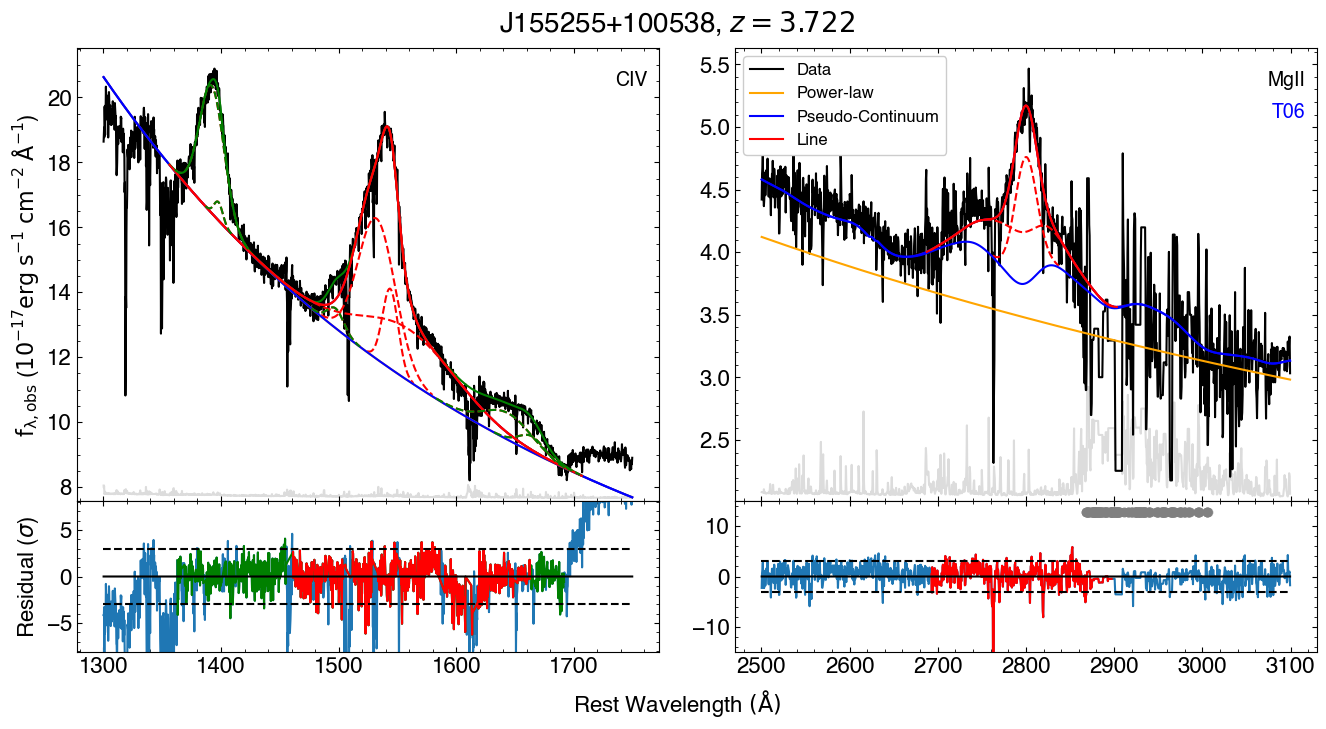 J155255+100538, z = 3.722
CIV
20
18
16
14
12
10
8
f_λ,obs (10⁻¹⁷erg s⁻¹ cm⁻² Å⁻¹)
Data
Power-law
Pseudo-Continuum
Line
MgII
T06
5.5
5.0
4.5
4.0
3.5
3.0
2.5
Residual (σ)
5
0
−5
10
0
−10
1300 1400 1500 1600 1700
2500 2600 2700 2800 2900 3000 3100
Rest Wavelength (Å)